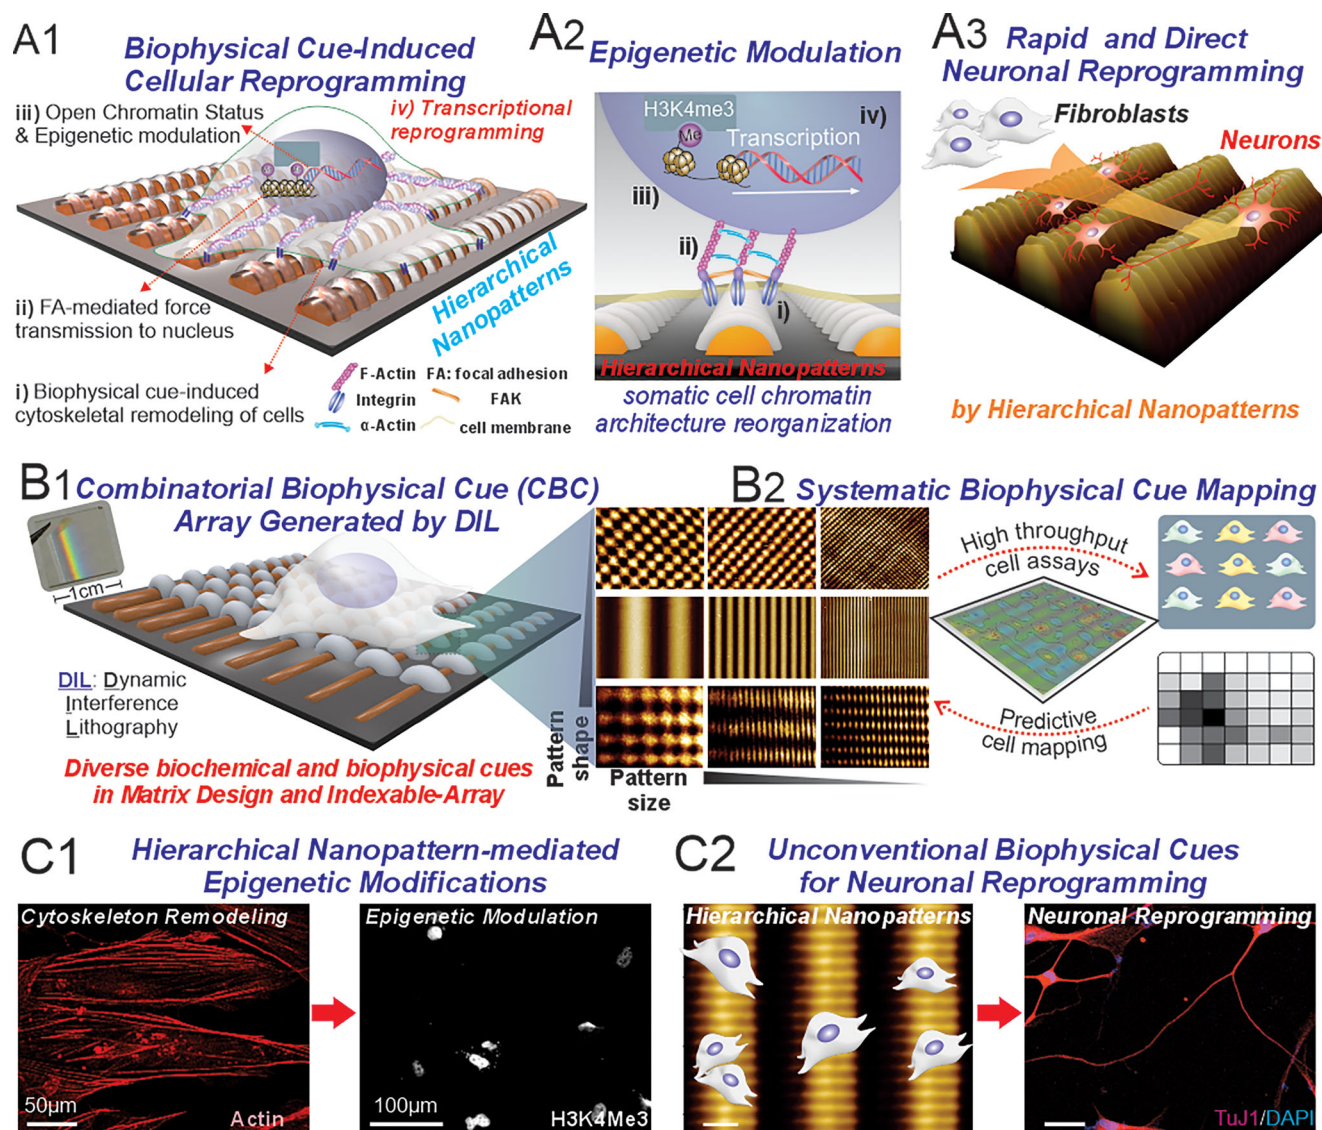 A1
Biophysical Cue-Induced
Cellular Reprogramming
iii) Open Chromatin Status
& Epigenetic modulation
iv) Transcriptional
reprogramming
Hierarchical
Nanopatterns
ii) FA-mediated force
transmission to nucleus
i) Biophysical cue-induced
cytoskeletal remodeling of cells
F-Actin
FA: focal adhesion
Integrin
FAK
α-Actin
cell membrane
A2
Epigenetic Modulation
H3K4me3
Me
Transcription
iv)
iii)
ii)
i)
Hierarchical Nanopatterns
somatic cell chromatin
architecture reorganization
A3
Rapid and Direct
Neuronal Reprogramming
Fibroblasts
Neurons
by Hierarchical Nanopatterns
B1
Combinatorial Biophysical Cue (CBC)
Array Generated by DIL
1cm
DIL: Dynamic
Interference
Lithography
Diverse biochemical and biophysical cues
in Matrix Design and Indexable-Array
Pattern
shape
Pattern
size
B2
Systematic Biophysical Cue Mapping
High throughput
cell assays
Predictive
cell mapping
C1
Hierarchical Nanopattern-mediated
Epigenetic Modifications
Cytoskeleton Remodeling
50μm
Actin
Epigenetic Modulation
100μm
H3K4Me3
C2
Unconventional Biophysical Cues
for Neuronal Reprogramming
Hierarchical Nanopatterns
Neuronal Reprogramming
TuJ1/DAPI